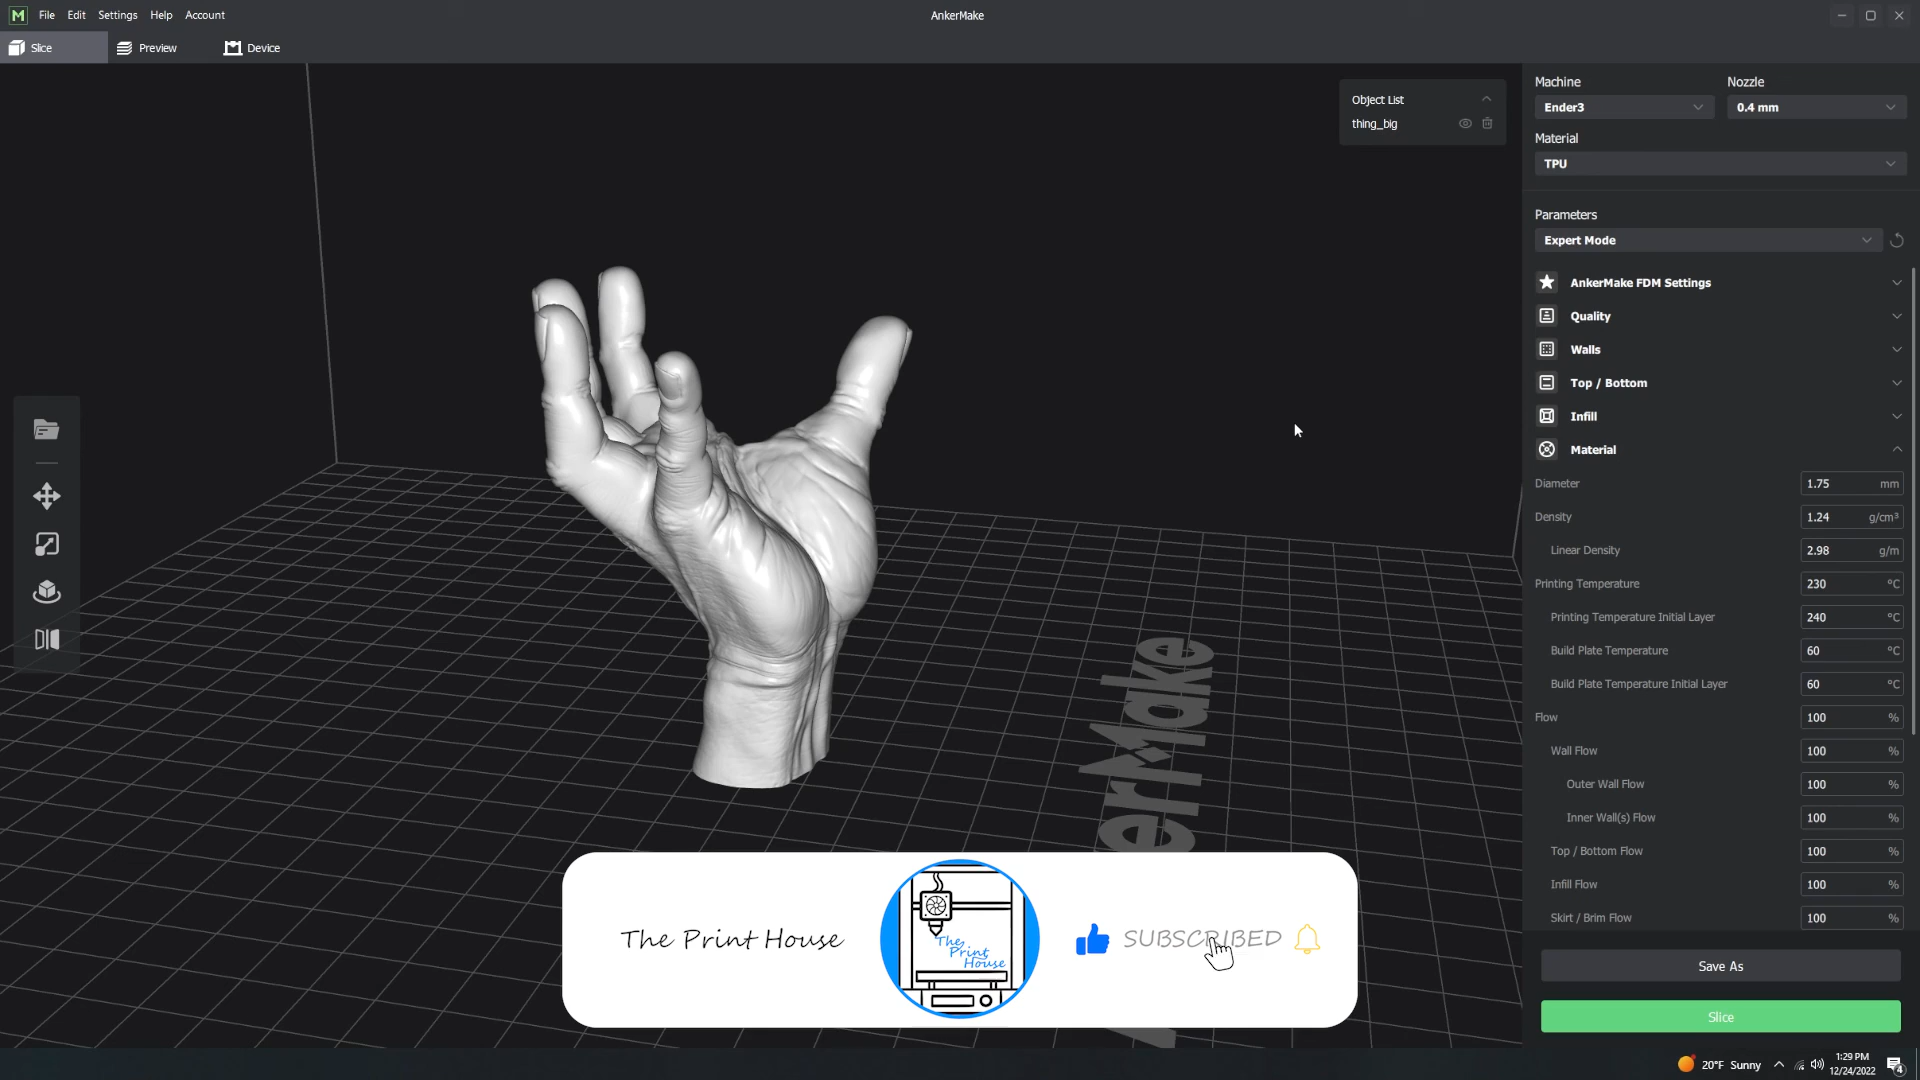 File Edit Settings Help Account
AnkerMake
Slice
Preview
Device
Object List
thing_big
Machine
Nozzle
Ender3
0.4 mm
Material
TPU
Parameters
Expert Mode
AnkerMake FDM Settings
Quality
Walls
Top / Bottom
Infill
Material
Diameter 1.75 mm
Density 1.24 g/cm³
Linear Density 2.98 g/m
Printing Temperature 230 °C
Printing Temperature Initial Layer 240 °C
Build Plate Temperature 60 °C
Build Plate Temperature Initial Layer 60 °C
Flow 100 %
Wall Flow 100 %
Outer Wall Flow 100 %
Inner Wall(s) Flow 100 %
Top / Bottom Flow 100 %
Infill Flow 100 %
Skirt / Brim Flow 100 %
Save As
Slice
erMake
The Print House
The
Print
House
SUBSCRIBED
20°F Sunny
1:29 PM
12/24/2022
4